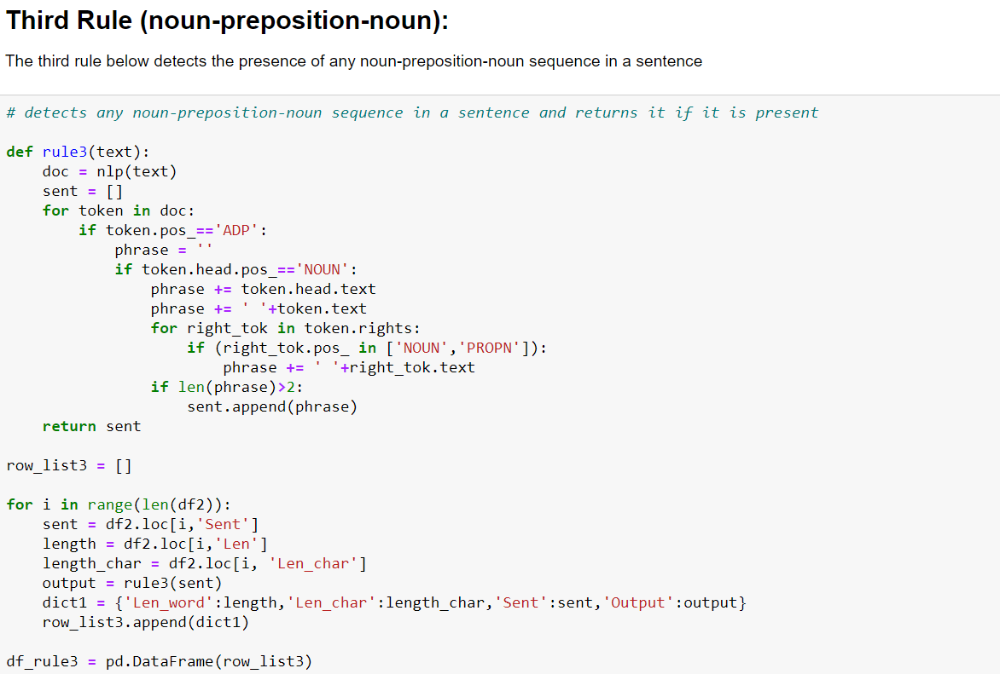 Third Rule (noun-preposition-noun):
The third rule below detects the presence of any noun-preposition-noun sequence in a sentence
# detects any noun-preposition-noun sequence in a sentence and returns it if it is present
def rule3(text):
    doc = nlp(text)
    sent = []
    for token in doc:
        if token.pos_=='ADP':
            phrase = ''
            if token.head.pos_=='NOUN':
                phrase += token.head.text
                phrase += ' '+token.text
                for right_tok in token.rights:
                    if (right_tok.pos_ in ['NOUN','PROPN']):
                        phrase += ' '+right_tok.text
                if len(phrase)>2:
                    sent.append(phrase)
    return sent
row_list3 = []
for i in range(len(df2)):
    sent = df2.loc[i,'Sent']
    length = df2.loc[i,'Len']
    length_char = df2.loc[i, 'Len_char']
    output = rule3(sent)
    dict1 = {'Len_word':length,'Len_char':length_char,'Sent':sent,'Output':output}
    row_list3.append(dict1)
df_rule3 = pd.DataFrame(row_list3)